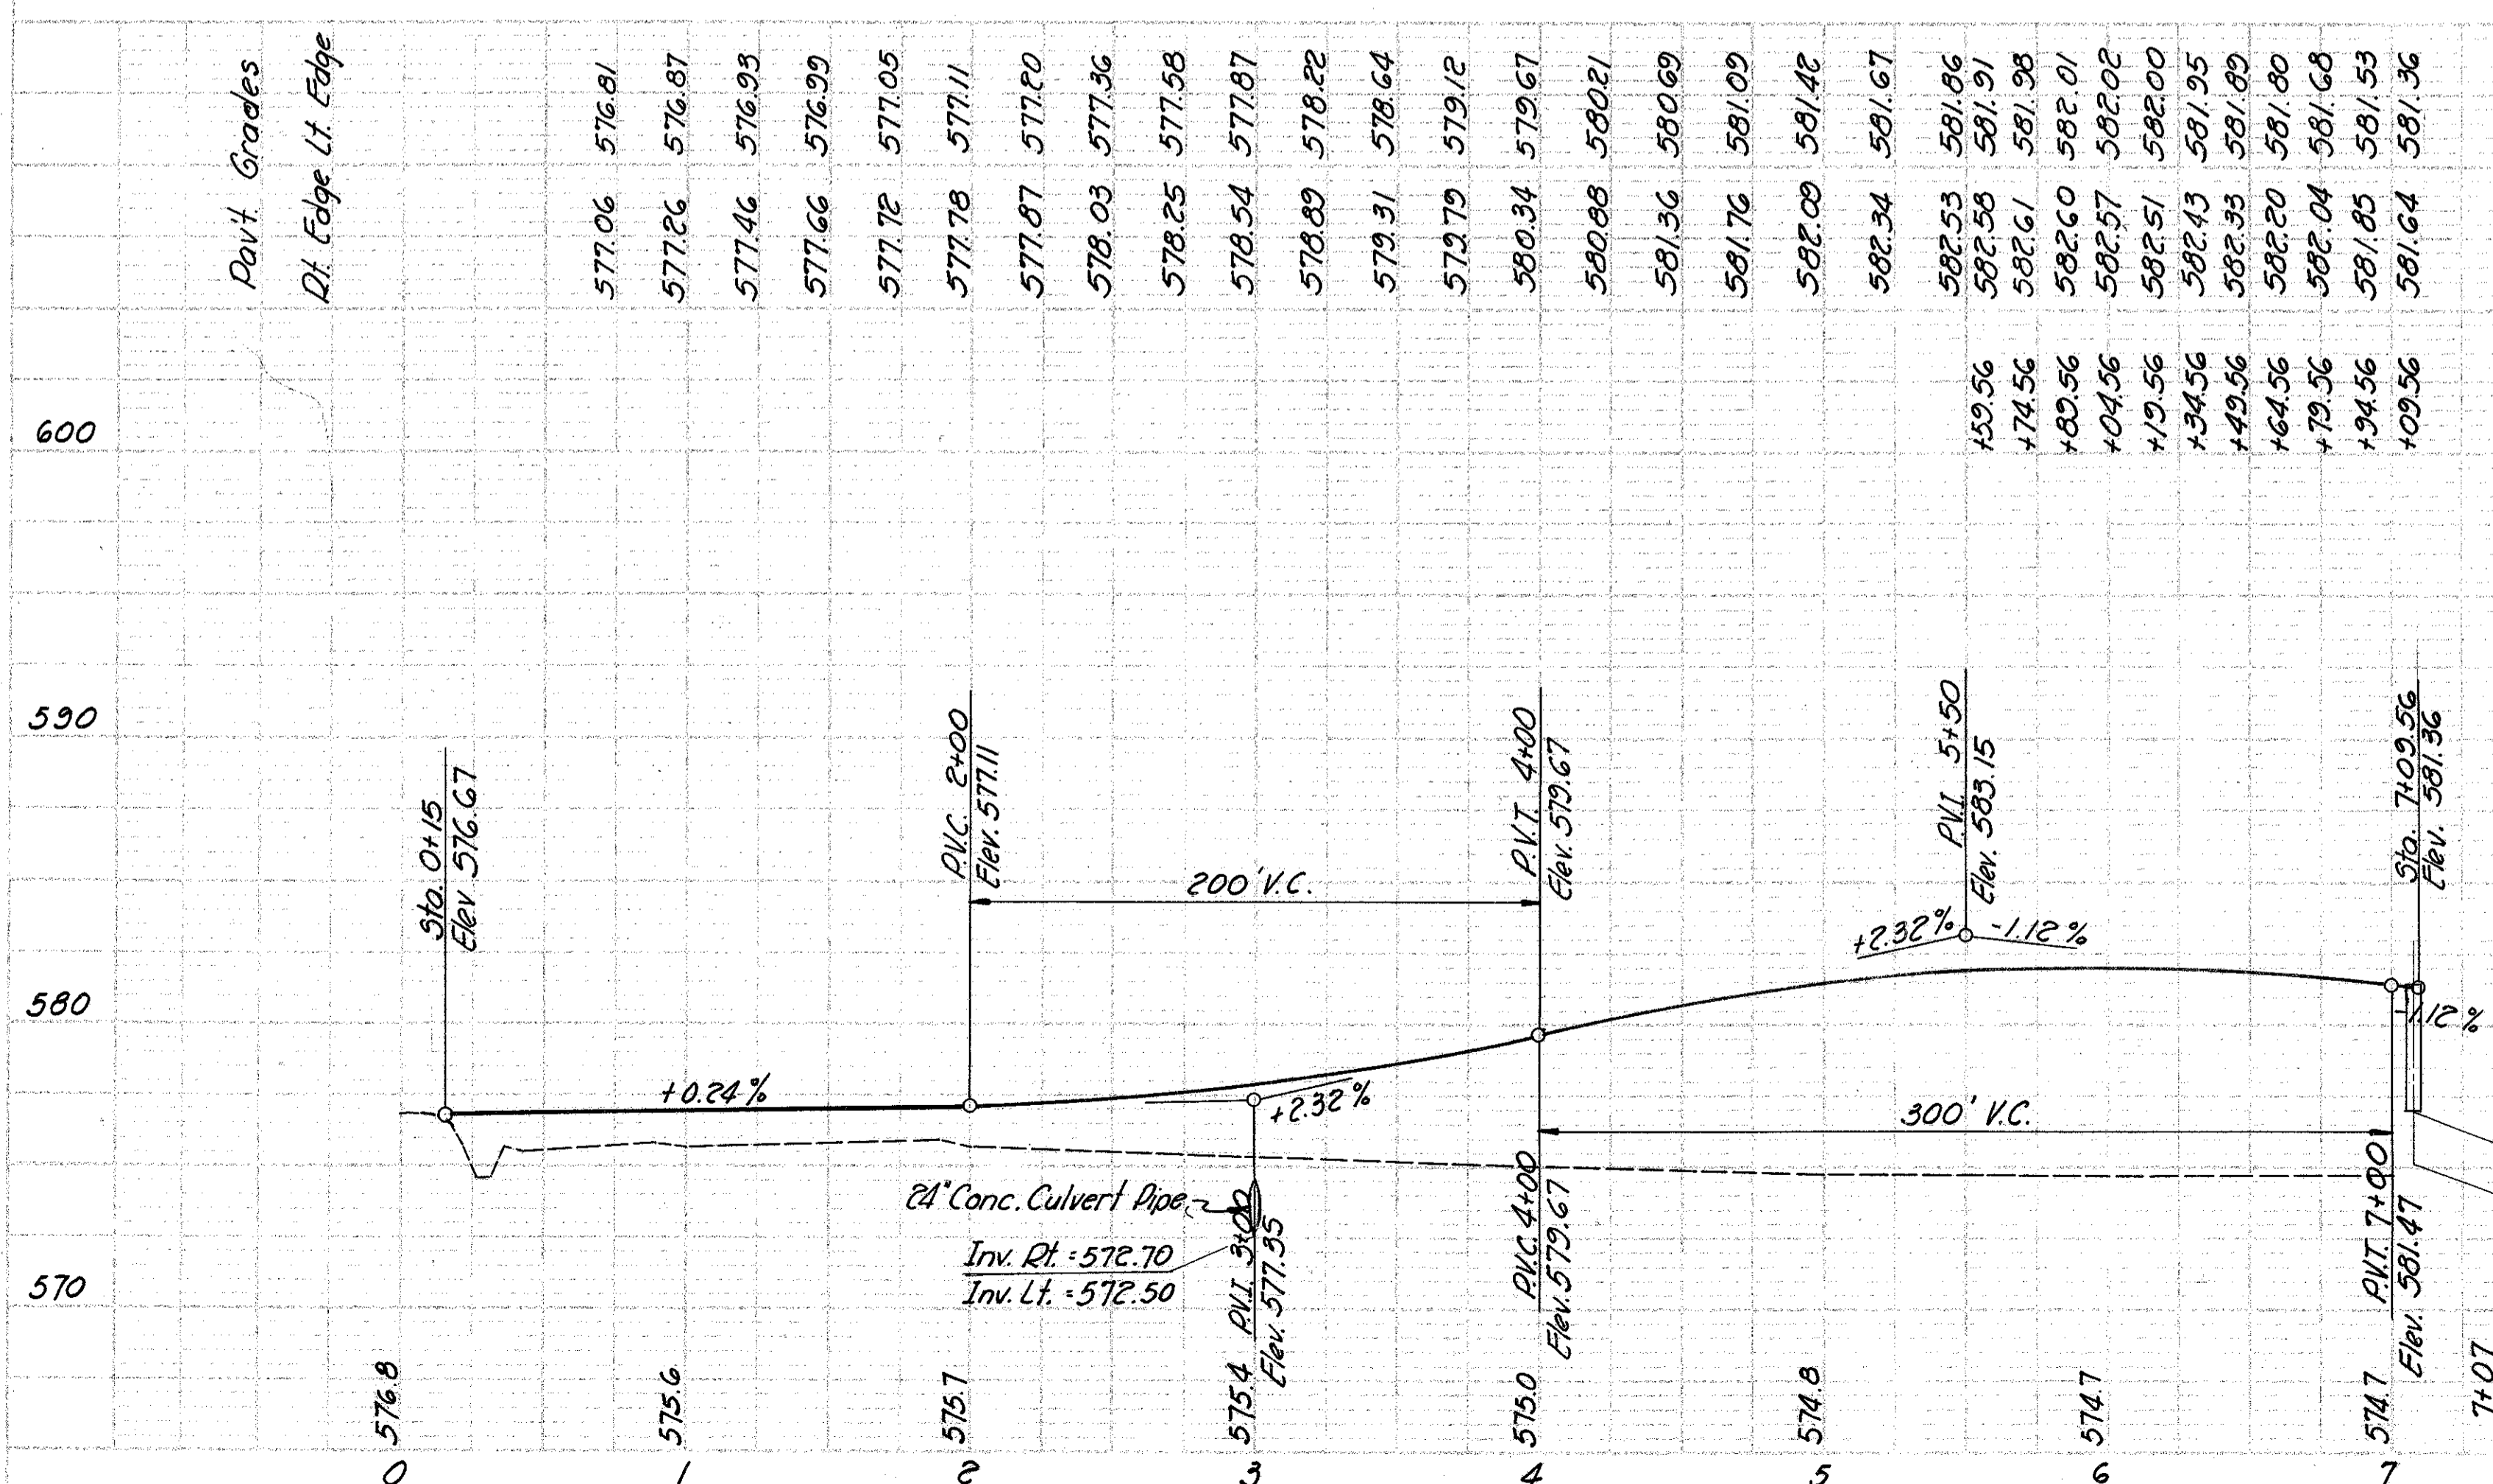 Pav't Grades
Rt. Edge Lt. Edge
577.06 576.81
577.26 576.87
577.46 576.93
577.66 576.99
577.72 577.05
577.78 577.11
577.87 577.20
578.03 577.36
578.25 577.58
578.54 577.87
578.89 578.22
579.31 578.64
579.79 579.12
580.34 579.67
580.88 580.21
581.36 580.69
581.76 581.09
582.09 581.42
582.34 581.67
582.53 581.86
+59.56 582.58 581.91
+74.56 582.61 581.98
+89.56 582.60 582.01
+04.56 582.57 582.02
+19.56 582.51 582.00
+34.56 582.43 581.95
+49.56 582.33 581.89
+64.56 582.20 581.80
+79.56 582.04 581.68
+94.56 581.85 581.53
+09.56 581.64 581.36
600
590
580
570
Sta. 0+15
Elev 576.67
+0.24%
P.V.C. 2+00
Elev. 577.11
200' V.C.
P.V.T. 4+00
Elev. 579.67
+2.32%
24" Conc. Culvert Pipe
Inv. Rt. = 572.70
Inv. Lt. = 572.50
P.V.I. 3+00
Elev. 577.35
P.V.C. 4+00
Elev. 579.67
300' V.C.
P.V.I. 5+50
Elev. 583.15
+2.32% -1.12%
Sta. 7+09.56
Elev. 581.36
-1.12%
P.V.T. 7+00
Elev. 581.47
7+07
576.8
575.6
575.7
575.4
575.0
574.8
574.7
574.7
0 1 2 3 4 5 6 7